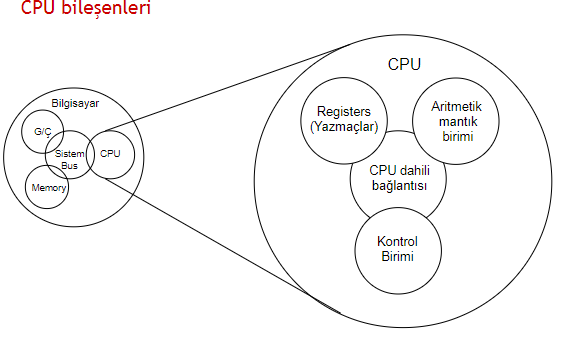 CPU bileşenleri
Bilgisayar
G/Ç
Sistem
Bus
CPU
Memory
CPU
Registers
(Yazmaçlar)
Aritmetik
mantık
birimi
CPU dahili
bağlantısı
Kontrol
Birimi